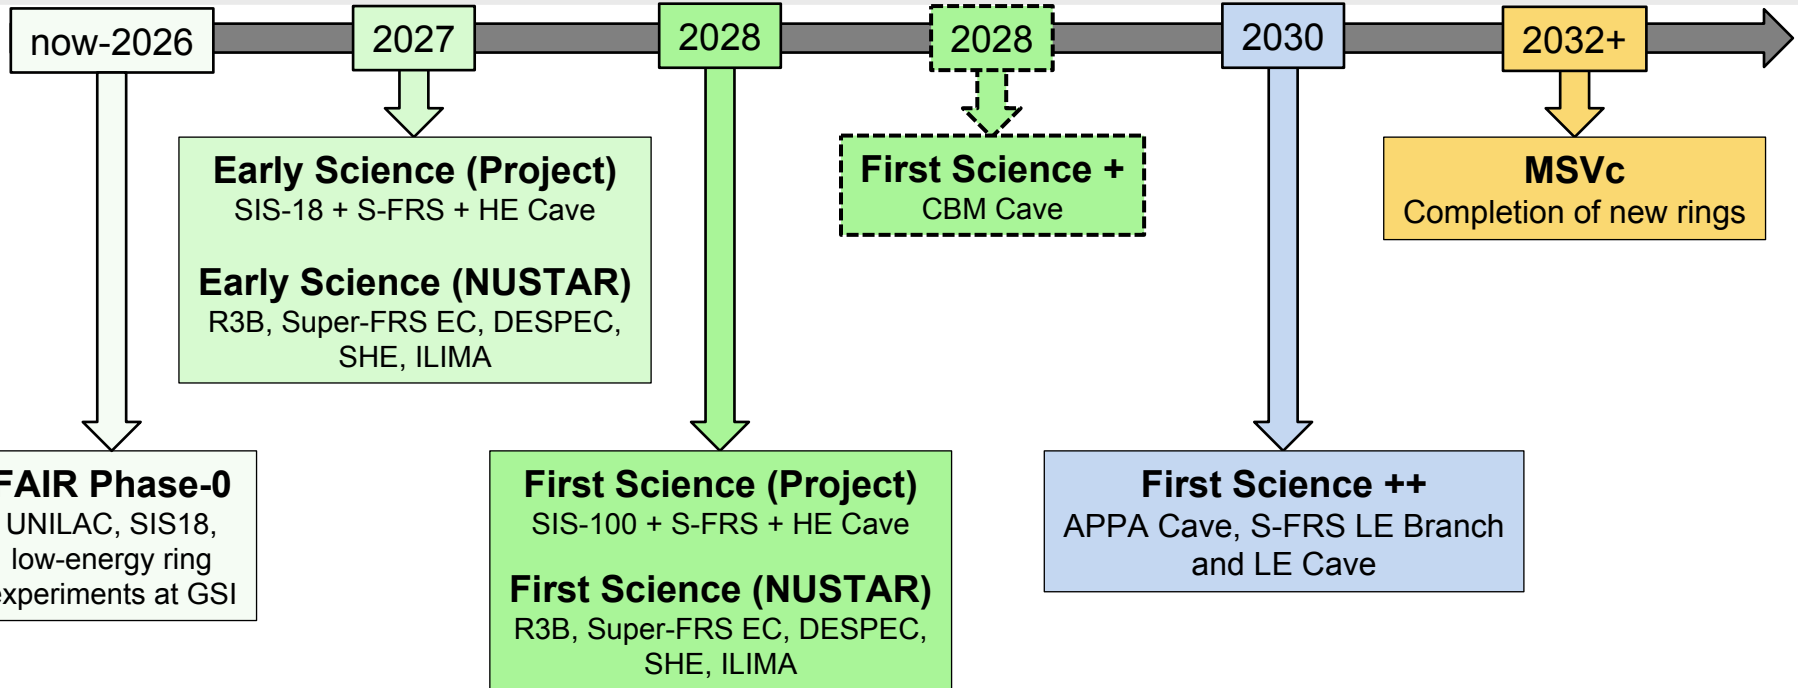 now-2026
2027
2028
2028
2030
2032+
Early Science (Project)
SIS-18 + S-FRS + HE Cave
Early Science (NUSTAR)
R3B, Super-FRS EC, DESPEC,
SHE, ILIMA
First Science +
CBM Cave
MSVc
Completion of new rings
FAIR Phase-0
UNILAC, SIS18,
low-energy ring
experiments at GSI
First Science (Project)
SIS-100 + S-FRS + HE Cave
First Science (NUSTAR)
R3B, Super-FRS EC, DESPEC,
SHE, ILIMA
First Science ++
APPA Cave, S-FRS LE Branch
and LE Cave